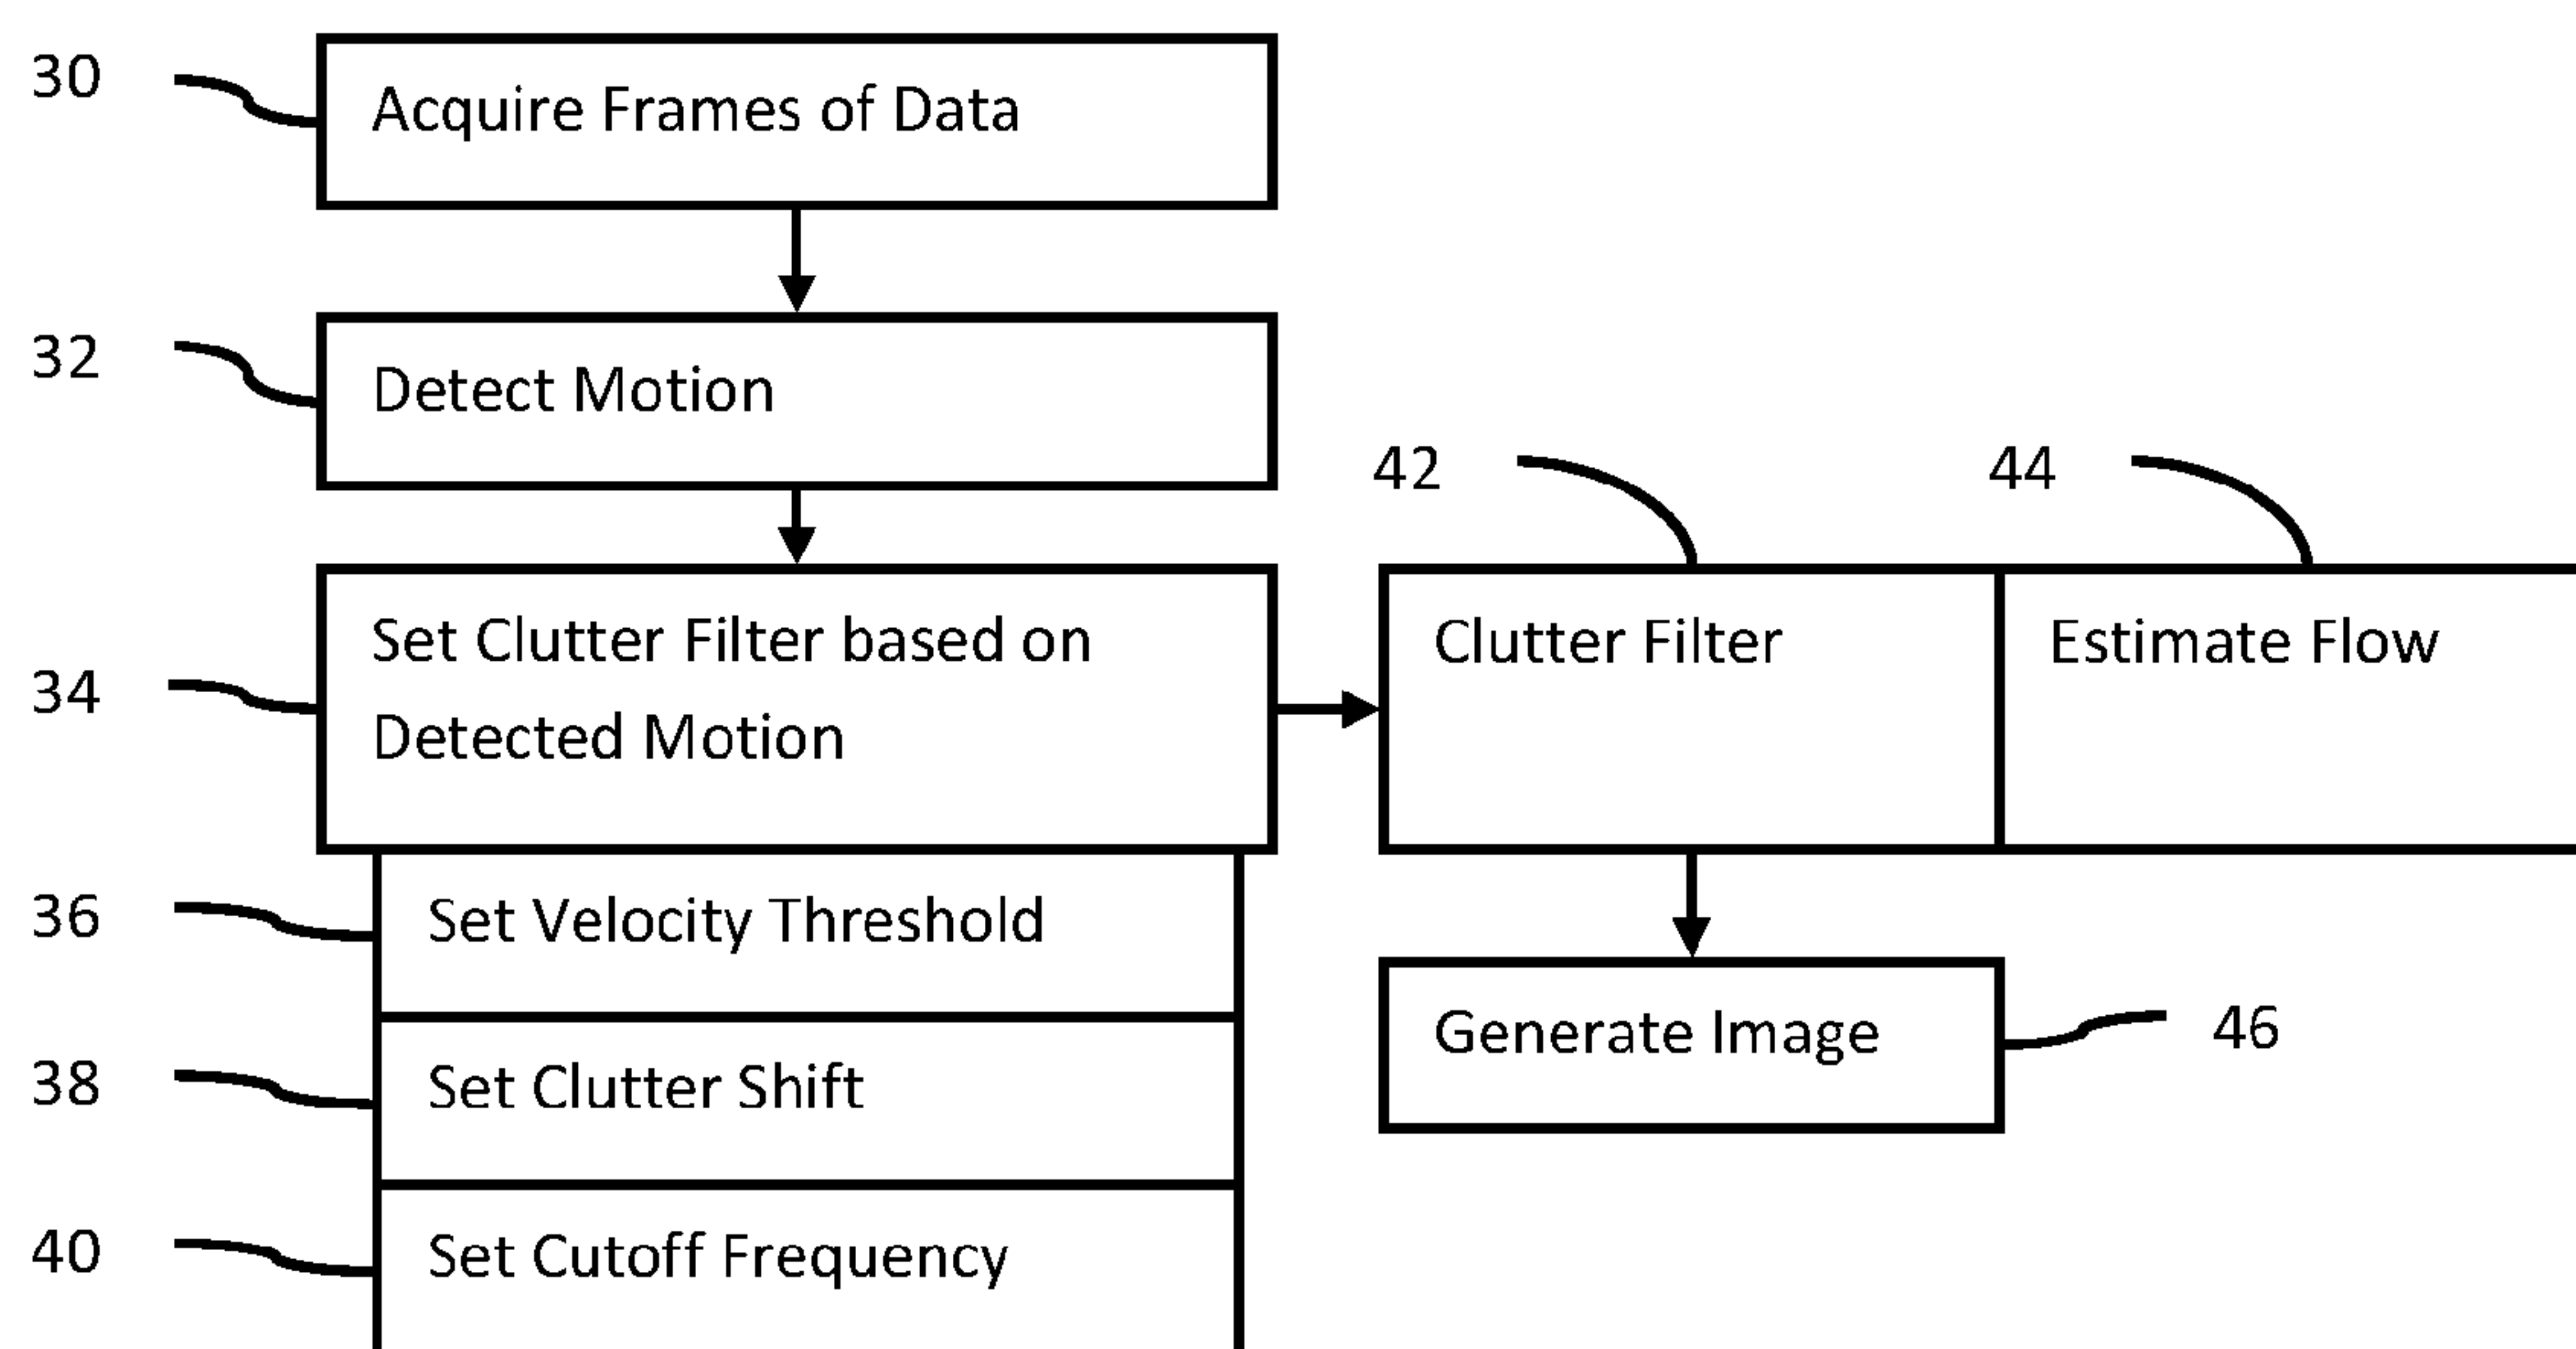 30
Acquire Frames of Data
32
Detect Motion
42
44
34
Set Clutter Filter based on
Detected Motion
Clutter Filter
Estimate Flow
36
Set Velocity Threshold
38
Set Clutter Shift
40
Set Cutoff Frequency
Generate Image
46